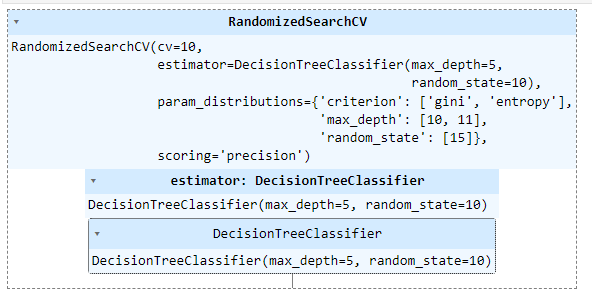 RandomizedSearchCV
RandomizedSearchCV(cv=10,
                   estimator=DecisionTreeClassifier(max_depth=5,
                                                    random_state=10),
                   param_distributions={'criterion': ['gini', 'entropy'],
                                        'max_depth': [10, 11],
                                        'random_state': [15]},
                   scoring='precision')
estimator: DecisionTreeClassifier
DecisionTreeClassifier(max_depth=5, random_state=10)
DecisionTreeClassifier
DecisionTreeClassifier(max_depth=5, random_state=10)